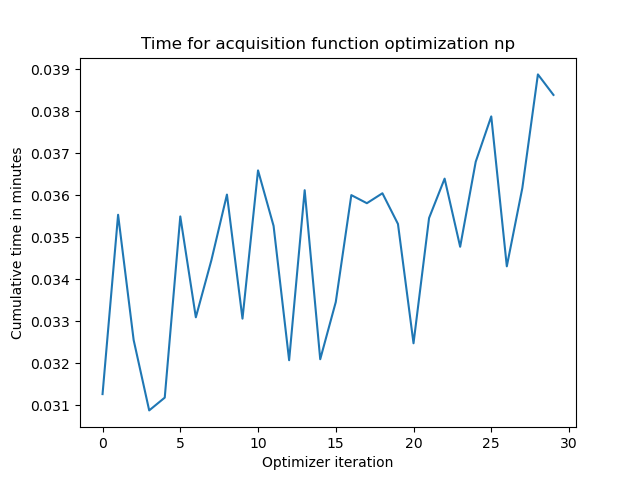 Time for acquisition function optimization np
Cumulative time in minutes
0.039
0.038
0.037
0.036
0.035
0.034
0.033
0.032
0.031
0 5 10 15 20 25 30
Optimizer iteration